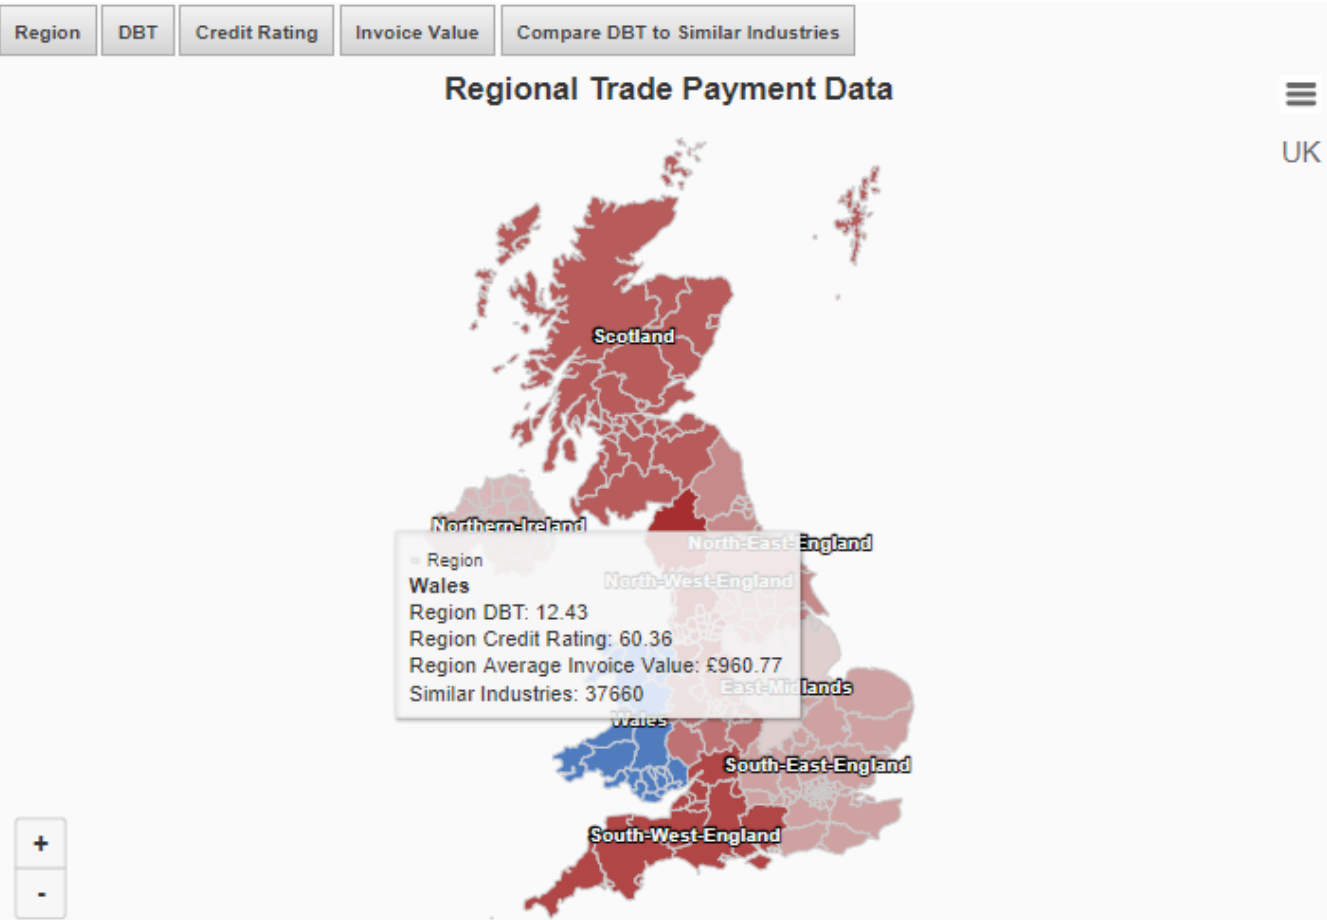 Region
DBT
Credit Rating
Invoice Value
Compare DBT to Similar Industries
Regional Trade Payment Data
UK
Scotland
Northern-Ireland
North-East-England
Region
North-West-England
Wales
Region DBT: 12.43
Region Credit Rating: 60.36
Region Average Invoice Value: £960.77
East-Midlands
Similar Industries: 37660
Wales
South-East-England
South-West-England
+
-